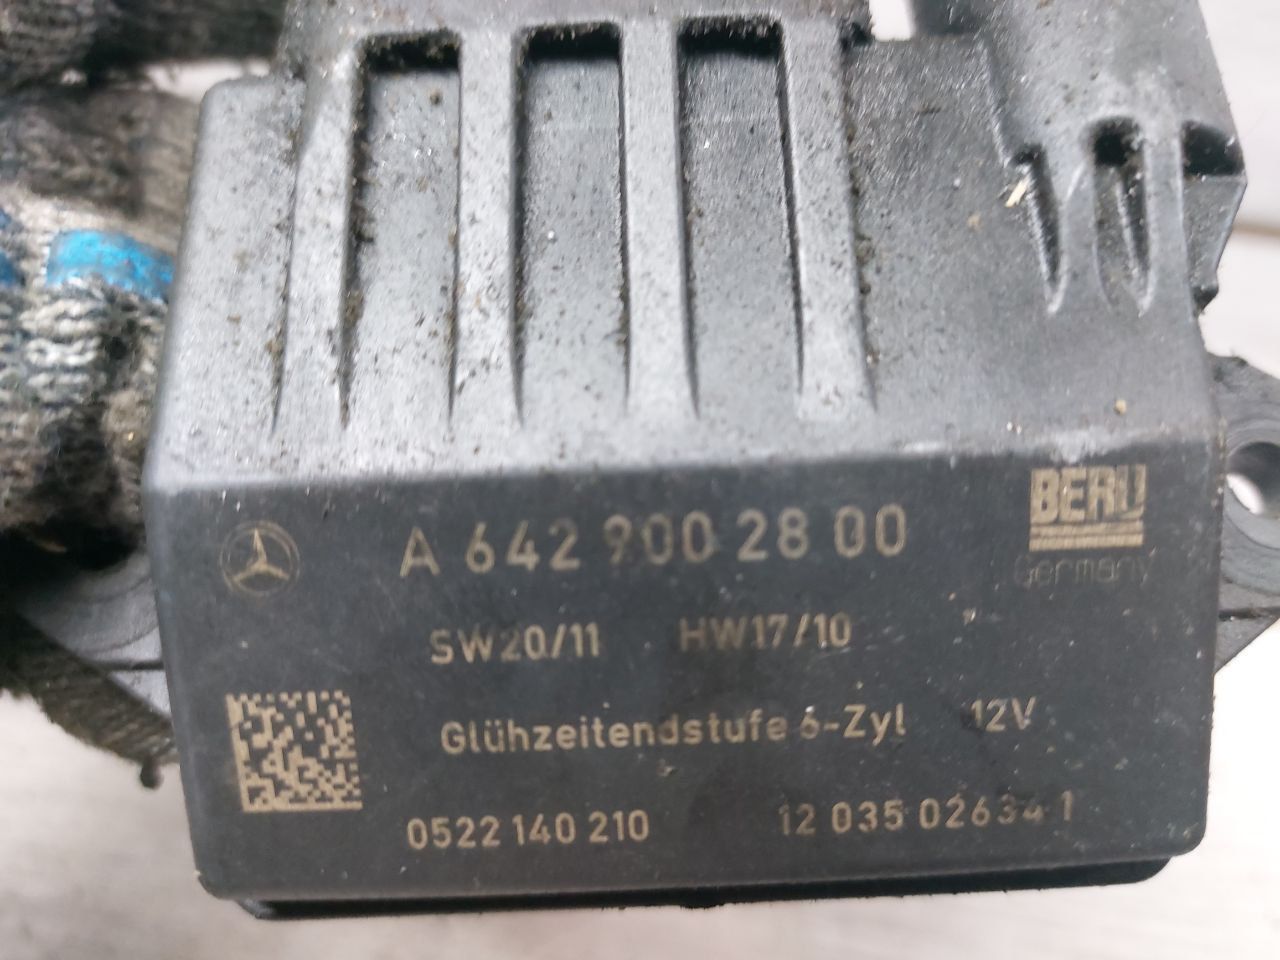 BERU
A 642 900 28 00
Germany
SW20/11 HW17/10
Glühzeitendstufe 6-Zyl 12V
0522 140 210 12 035 02634 1